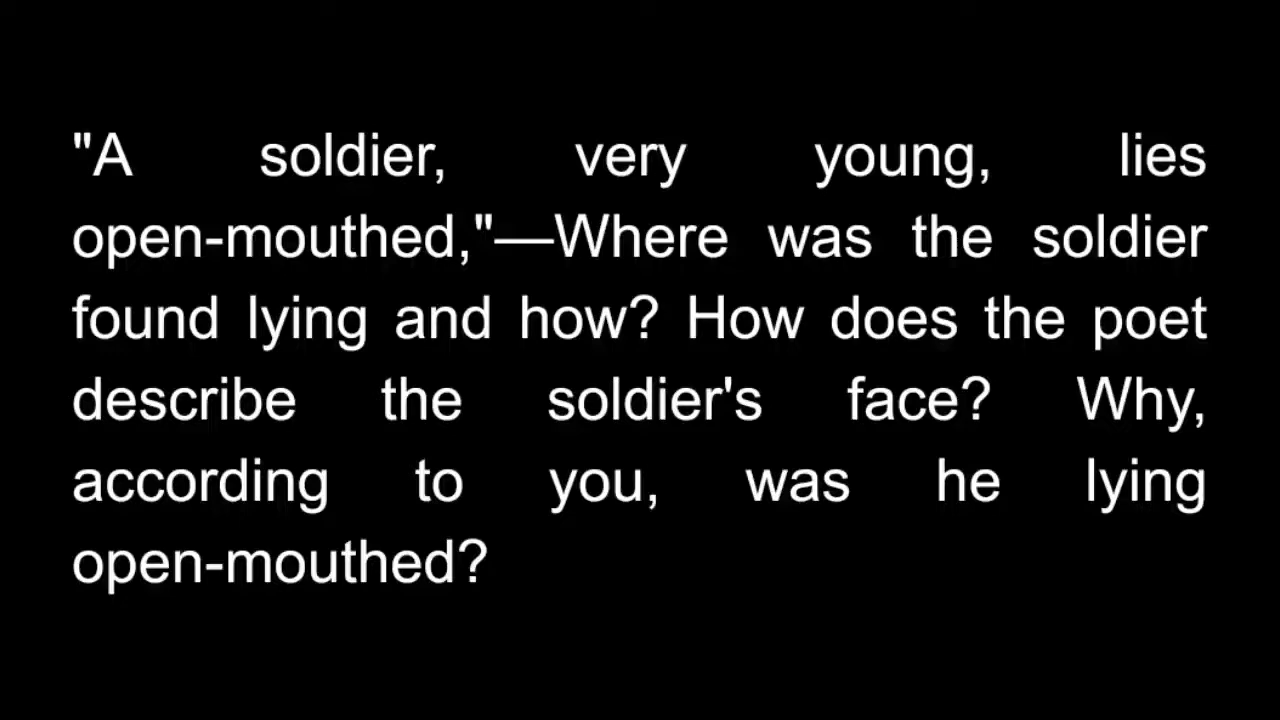 "A soldier, very young, lies
open-mouthed,"—Where was the soldier
found lying and how? How does the poet
describe the soldier's face? Why,
according to you, was he lying
open-mouthed?